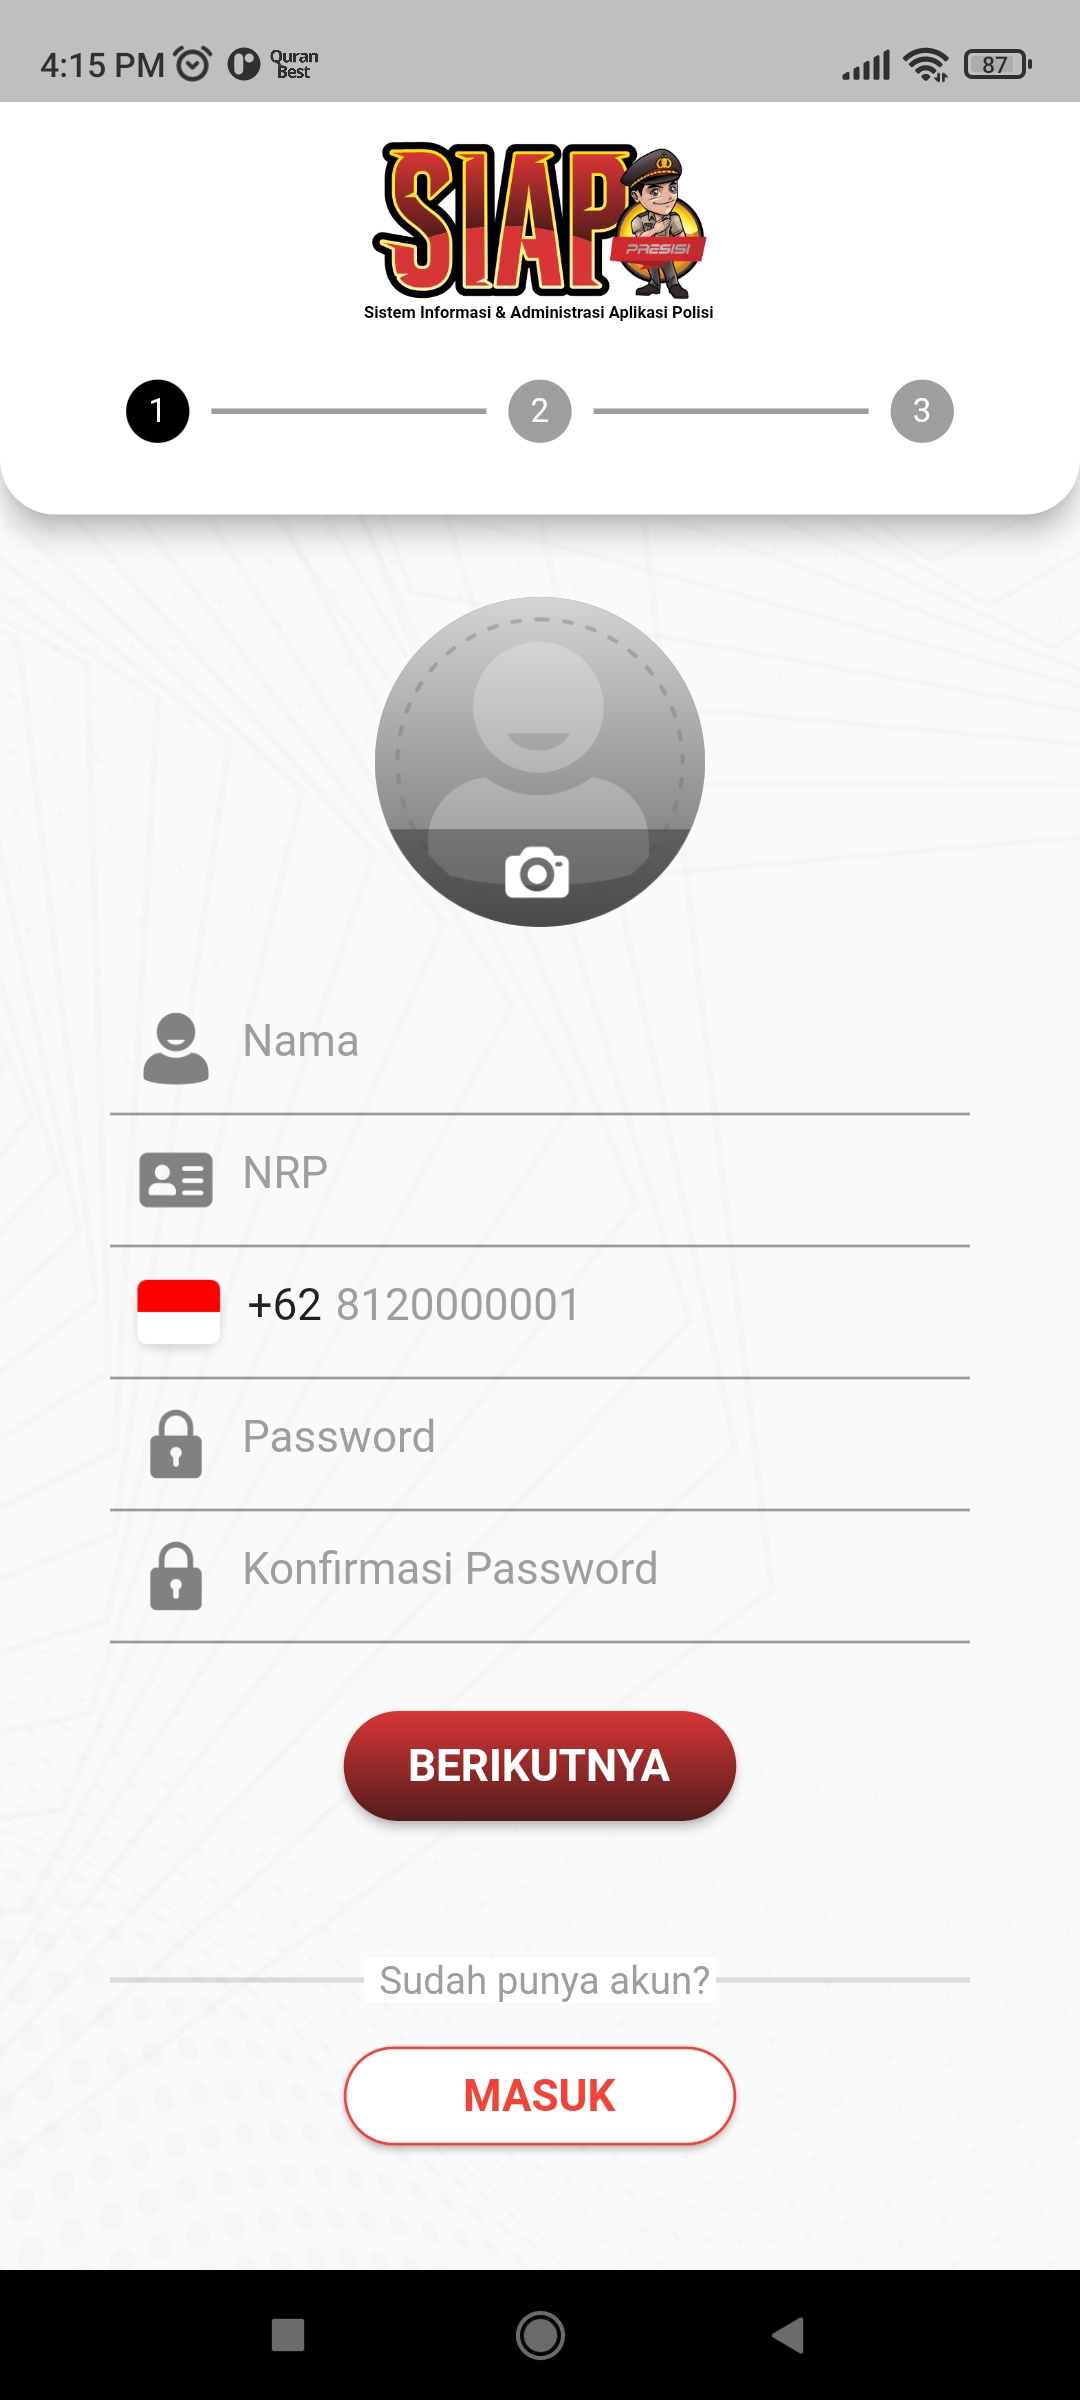 4:15 PM Quran Best 87
SIAP
PRESISI
Sistem Informasi & Administrasi Aplikasi Polisi
1 2 3
Nama
NRP
+62 8120000001
Password
Konfirmasi Password
BERIKUTNYA
Sudah punya akun?
MASUK